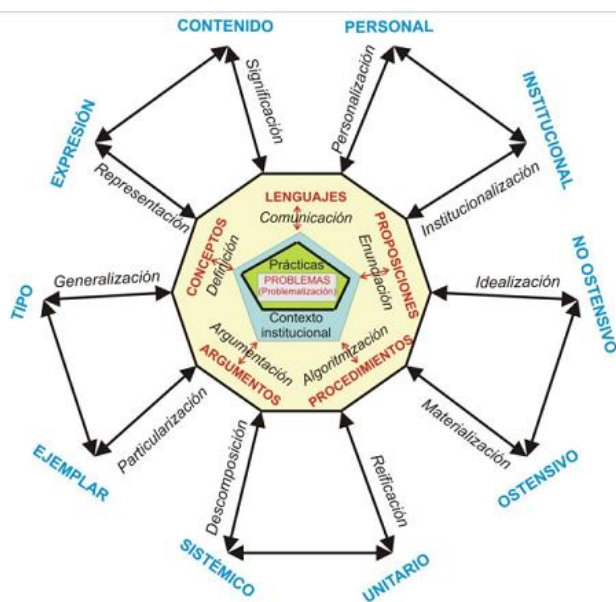 CONTENIDO
PERSONAL
Significación
Personalización
EXPRESIÓN
INSTITUCIONAL
Representación
Institucionalización
LENGUAJES
Comunicación
CONCEPTOS
Definición
PROPOSICIONES
Enunciación
Prácticas
PROBLEMAS
(Problematización)
Contexto
institucional
Argumentación
ARGUMENTOS
Algoritmización
PROCEDIMIENTOS
TIPO
Generalización
Idealización
NO OSTENSIVO
EJEMPLAR
Particularización
Materialización
OSTENSIVO
Descomposición
Reificación
SISTÉMICO
UNITARIO